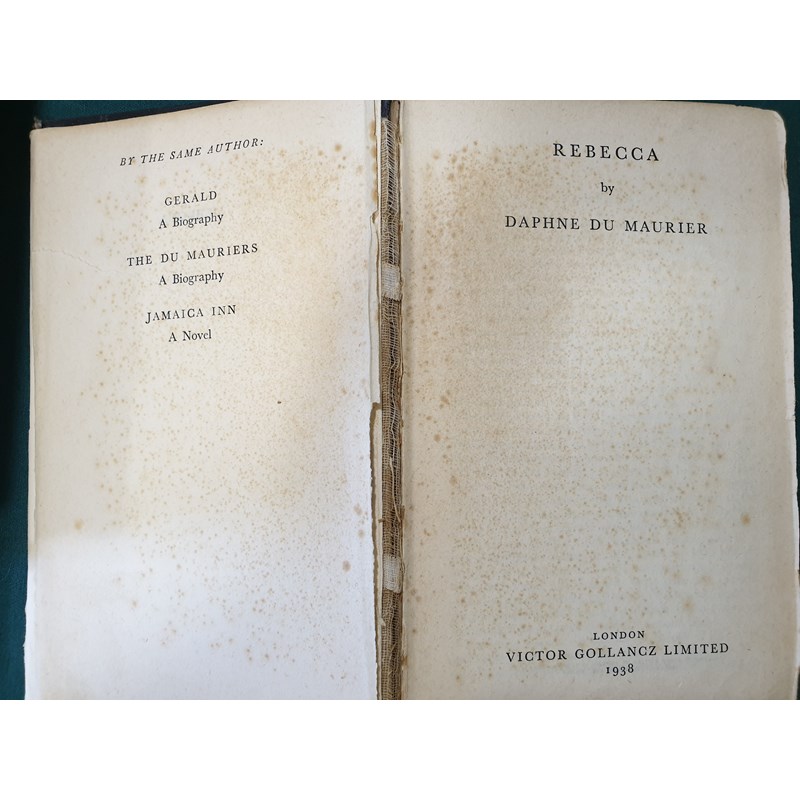 BY THE SAME AUTHOR:
GERALD
A Biography
THE DU MAURIERS
A Biography
JAMAICA INN
A Novel
REBECCA
by
DAPHNE DU MAURIER
LONDON
VICTOR GOLLANCZ LIMITED
1938